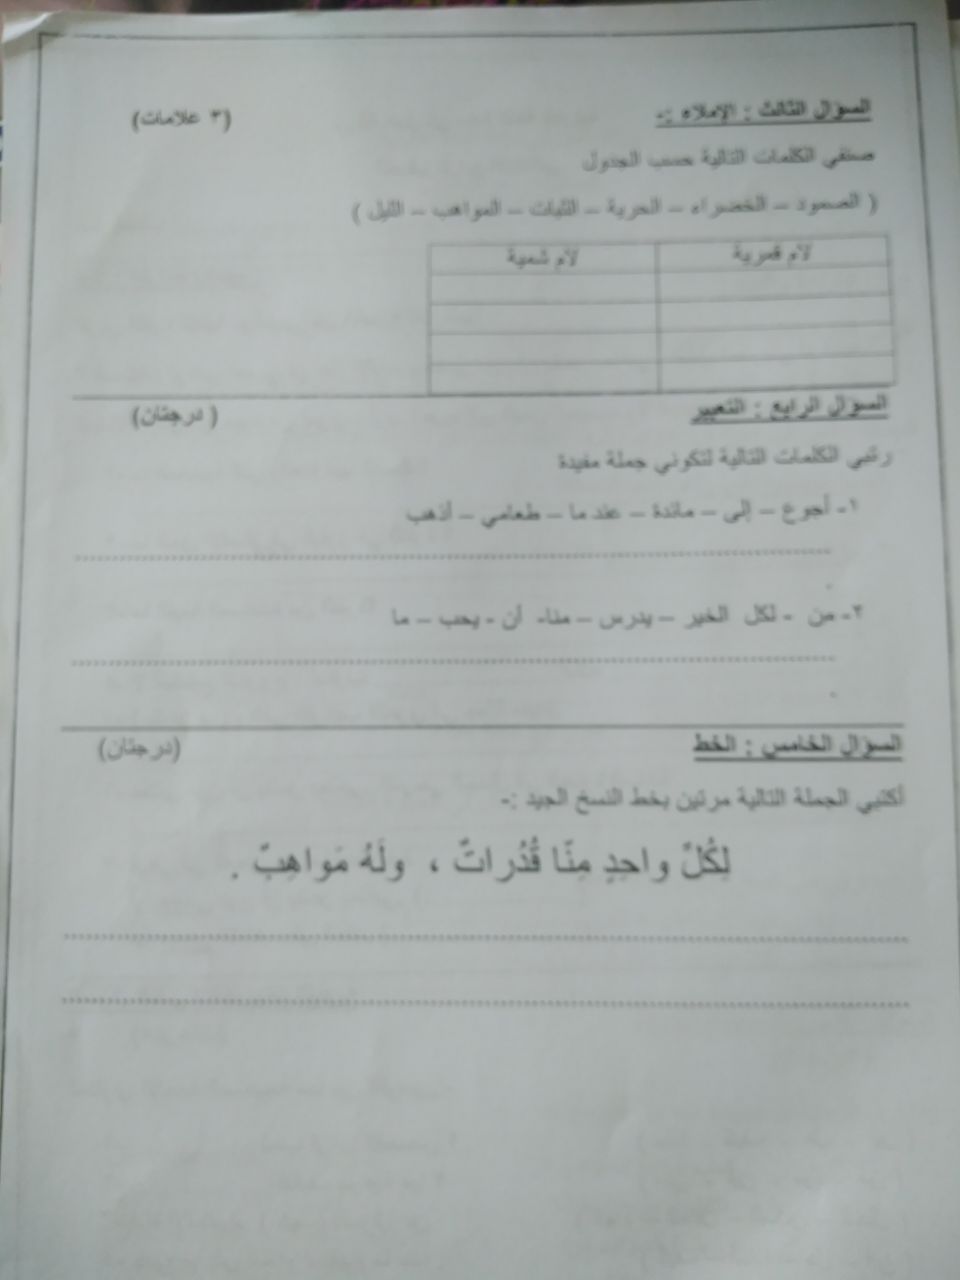 السؤال الثالث : الإملاء :- (٣ علامات)
صنفي الكلمات التالية حسب الجدول
( الصمود – الخضراء – الحرية – الثبات – المواهب – الليل )
لام قمرية لام شمية
السؤال الرابع : التعبير ( درجتان)
رتبي الكلمات التالية لتكوني جملة مفيدة
١- أجوع – إلى – مائدة – عند ما – طعامي – أذهب
.
٢- من - لكل الخير – يدرس – منا- أن - يحب – ما
.
السؤال الخامس : الخط (درجتان)
أكتبي الجملة التالية مرتين بخط النسخ الجيد :-
لِكُلِّ واحِدٍ مِنّا قُدُراتٌ ، ولَهُ مَواهِبٌ .